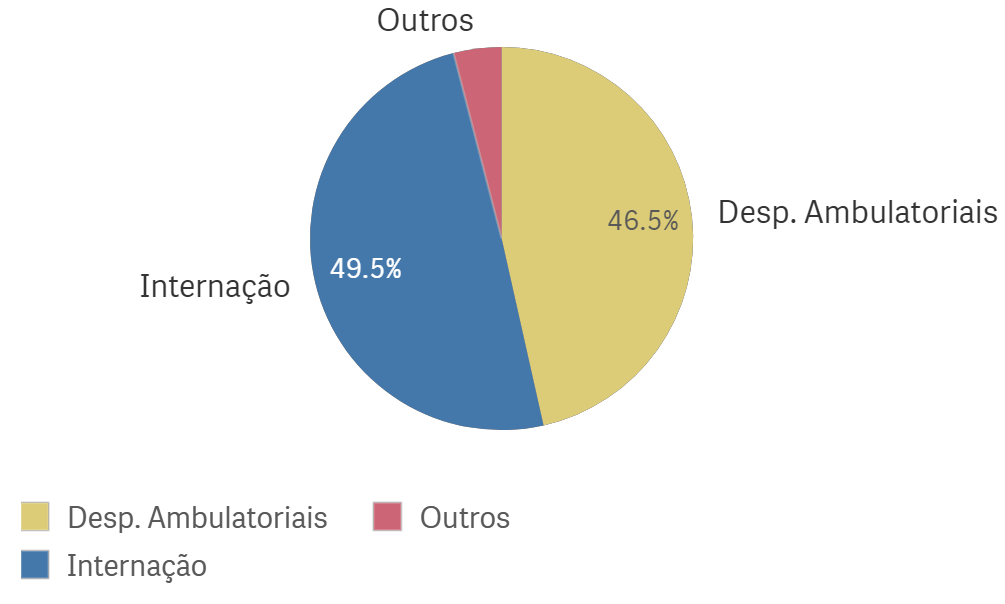 Outros
46.5%
Desp. Ambulatoriais
49.5%
Internação
Desp. Ambulatoriais
Outros
Internação